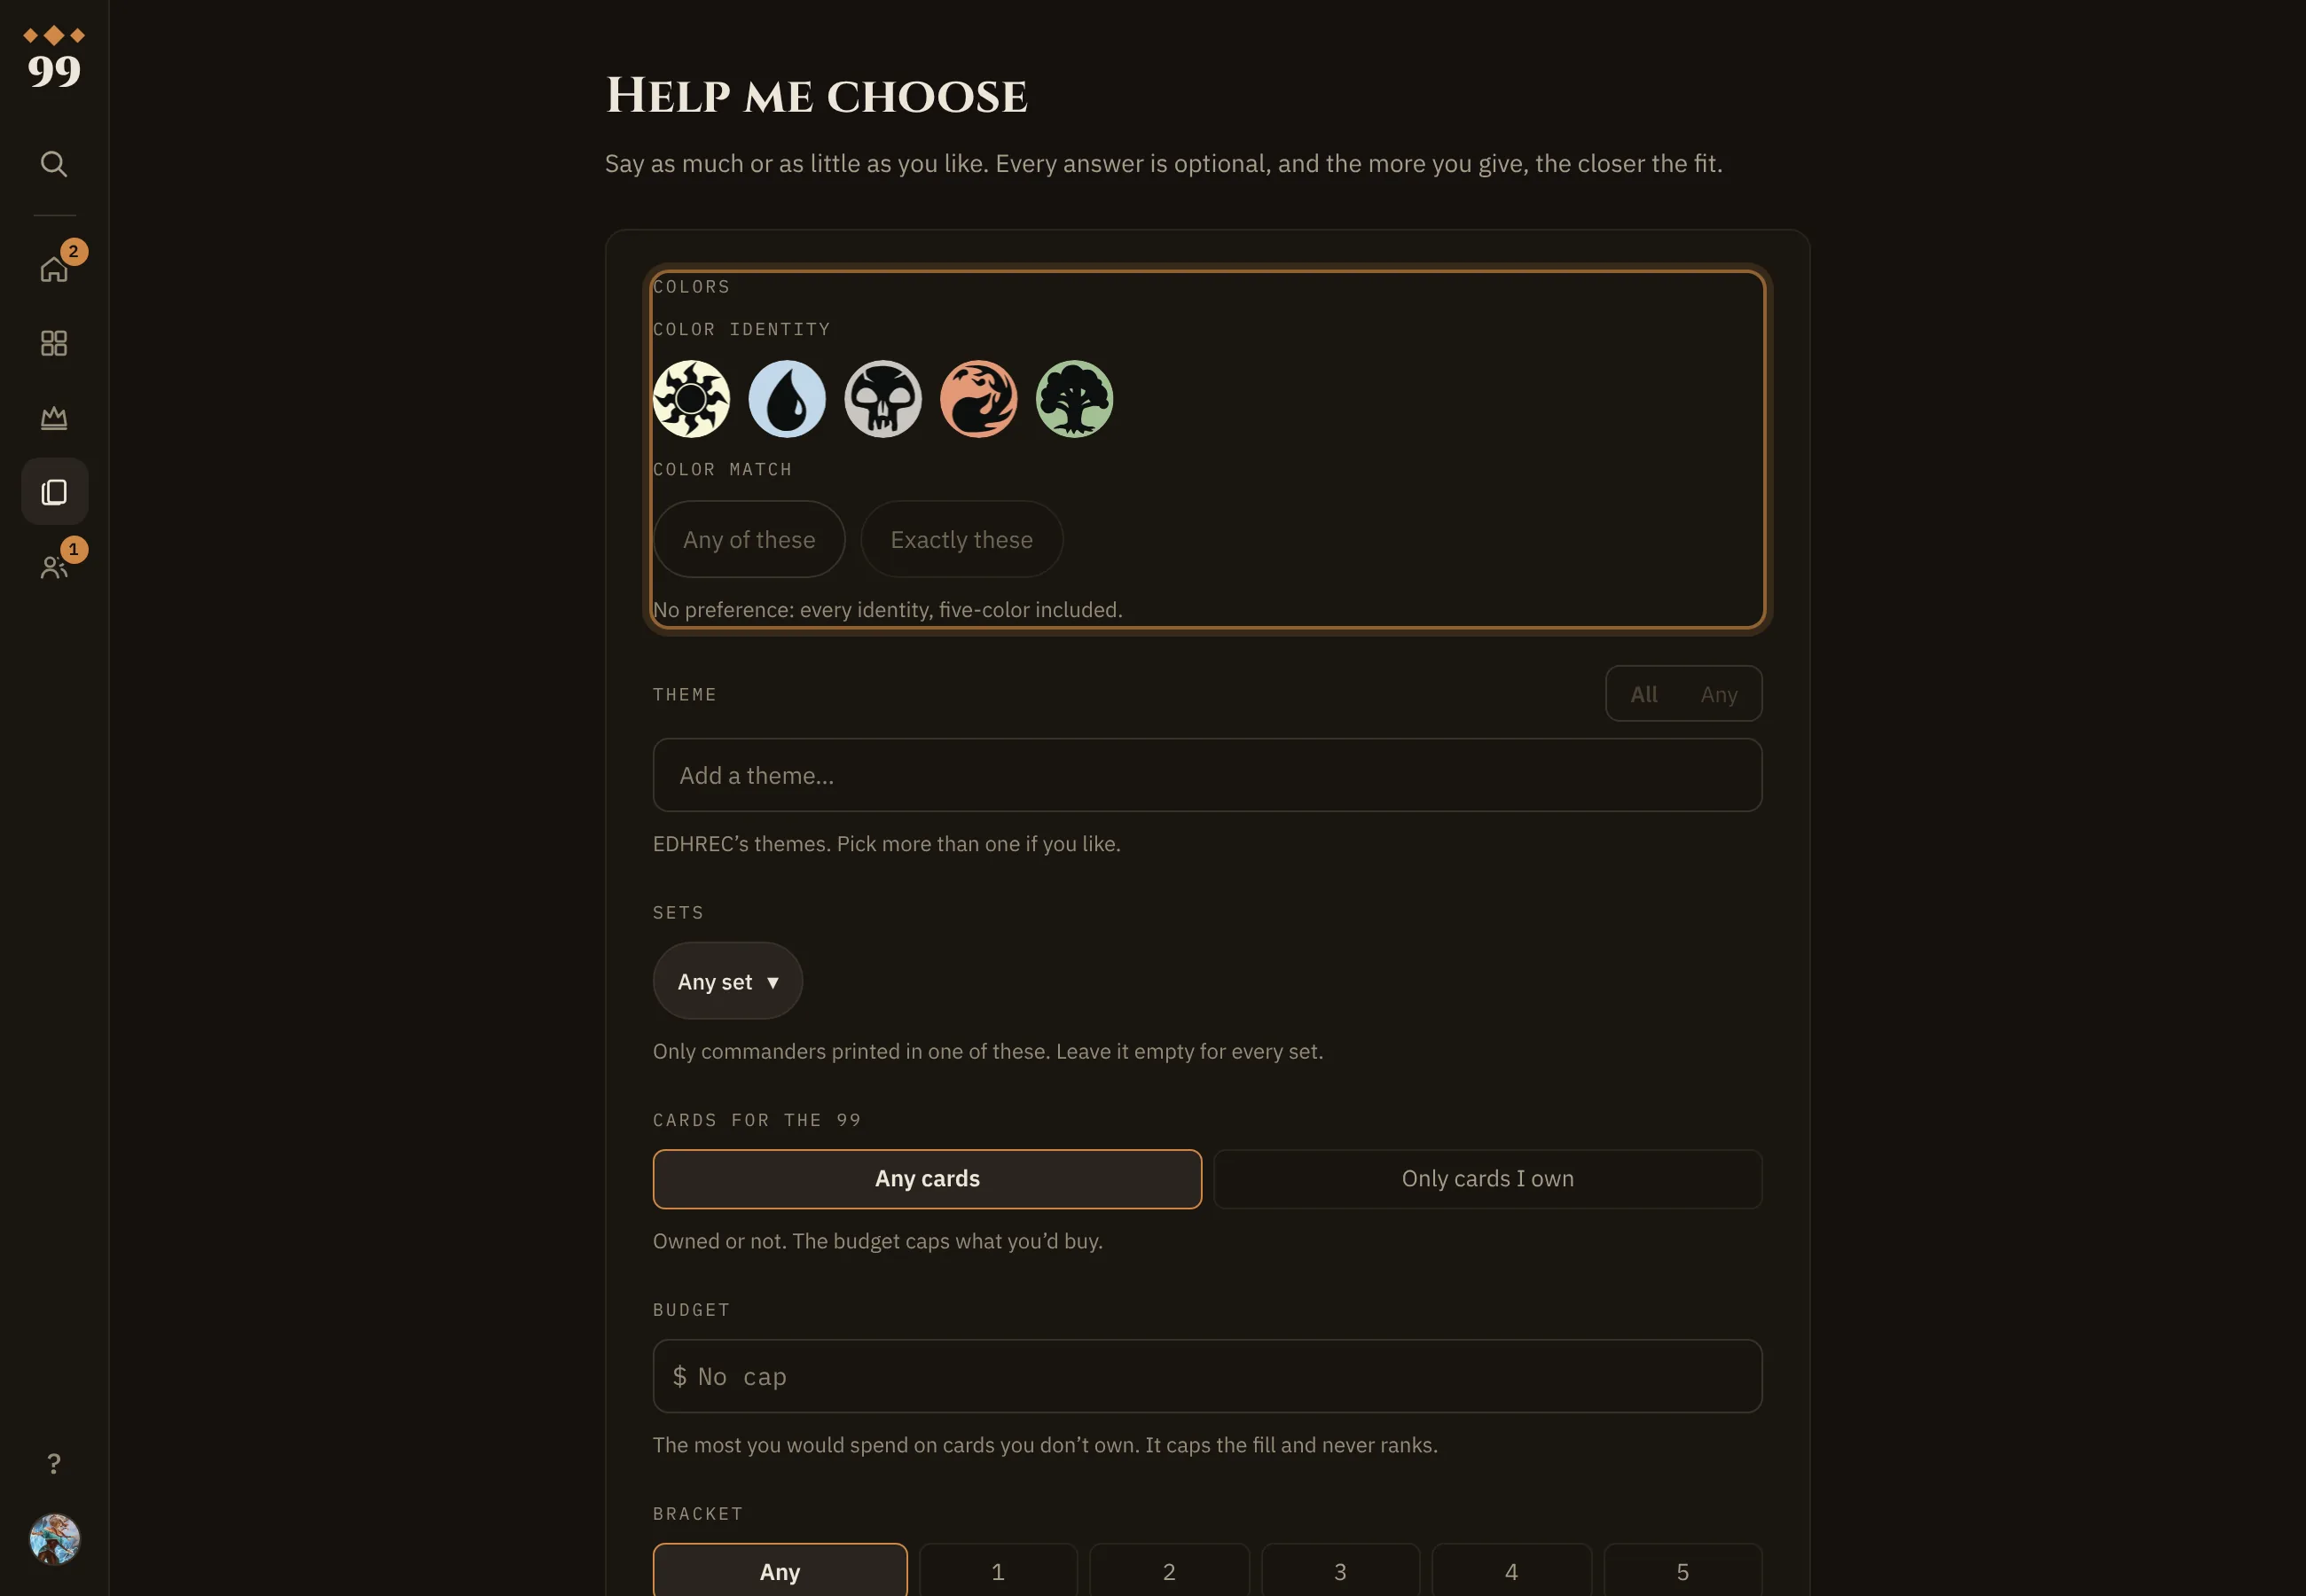 99
Help me choose
Say as much or as little as you like. Every answer is optional, and the more you give, the closer the fit.
2
1
COLORS
COLOR IDENTITY
COLOR MATCH
Any of these
Exactly these
No preference: every identity, five-color included.
THEME
All
Any
Add a theme…
EDHREC’s themes. Pick more than one if you like.
SETS
Any set ▼
Only commanders printed in one of these. Leave it empty for every set.
CARDS FOR THE 99
Any cards
Only cards I own
Owned or not. The budget caps what you’d buy.
BUDGET
$ No cap
The most you would spend on cards you don’t own. It caps the fill and never ranks.
BRACKET
Any
1
2
3
4
5
?